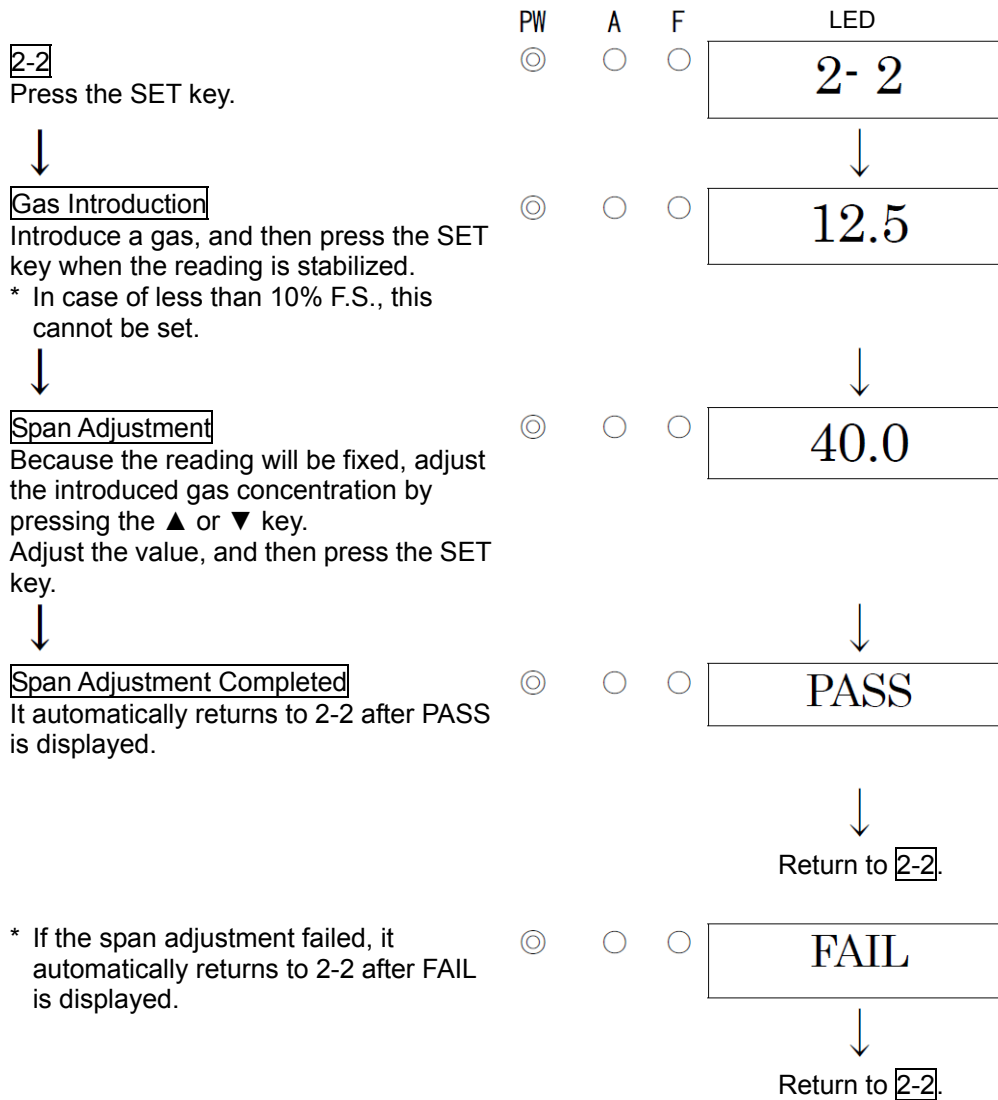 PW A F LED
2-2 ◎ ○ ○ 2- 2
Press the SET key.
↓ ↓
Gas Introduction ◎ ○ ○ 12.5
Introduce a gas, and then press the SET
key when the reading is stabilized.
* In case of less than 10% F.S., this
cannot be set.
↓ ↓
Span Adjustment ◎ ○ ○ 40.0
Because the reading will be fixed, adjust
the introduced gas concentration by
pressing the ▲ or ▼ key.
Adjust the value, and then press the SET
key.
↓ ↓
Span Adjustment Completed ◎ ○ ○ PASS
It automatically returns to 2-2 after PASS
is displayed.
↓
Return to 2-2.
* If the span adjustment failed, it ◎ ○ ○ FAIL
automatically returns to 2-2 after FAIL
is displayed.
↓
Return to 2-2.